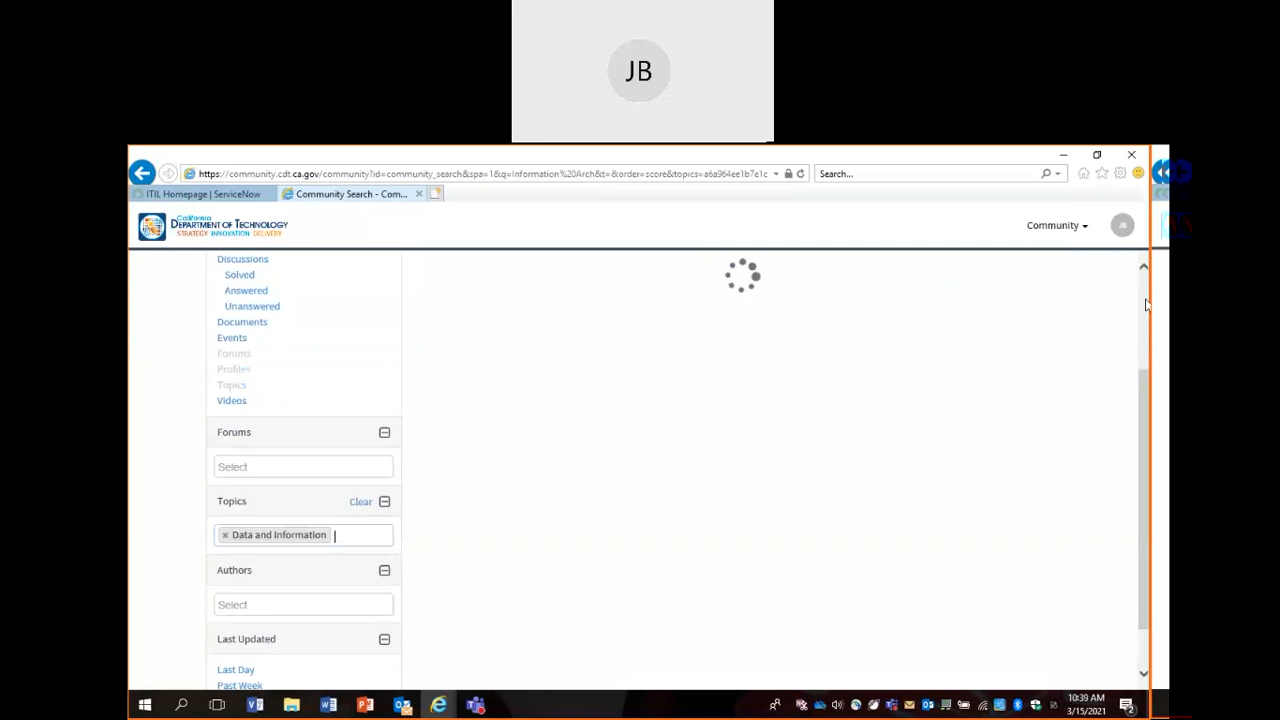 JB
https://community.cdt.ca.gov/community?id=community_search&spa=1&q=Information%20Arch&t=&order=score&topics=a6a964ee1b7e1c
Search...
ITIL Homepage | ServiceNow
Community Search - Com...
California
DEPARTMENT OF TECHNOLOGY
STRATEGY INNOVATION DELIVERY
Community
JB
Discussions
Solved
Answered
Unanswered
Documents
Events
Forums
Profiles
Topics
Videos
Forums
Select
Topics
Clear
× Data and Information
Authors
Select
Last Updated
Last Day
Past Week
10:39 AM
3/15/2021
2